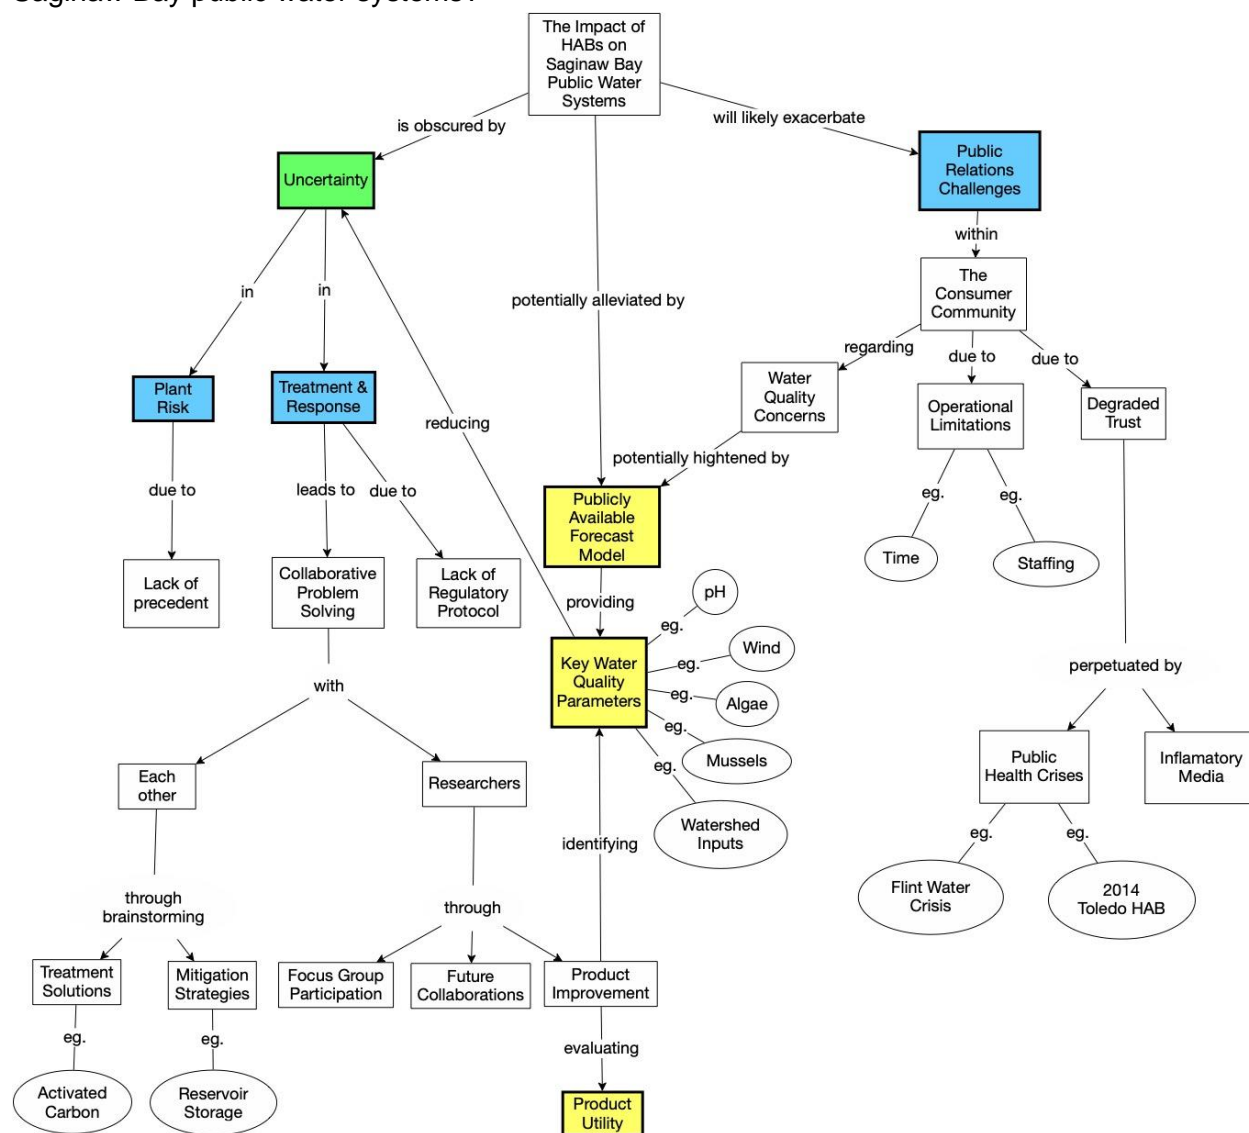 Saginaw Bay public water systems?
The Impact of
HABs on
Saginaw Bay
Public Water
Systems
is obscured by
will likely exacerbate
Uncertainty
Public
Relations
Challenges
within
in
in
potentially alleviated by
The
Consumer
Community
regarding
due to
due to
Plant
Risk
Treatment &
Response
reducing
Water
Quality
Concerns
Operational
Limitations
Degraded
Trust
potentially hightened by
due to
leads to
due to
Publicly
Available
Forecast
Model
eg.
eg.
Time
Staffing
Lack of
precedent
Collaborative
Problem
Solving
Lack of
Regulatory
Protocol
providing
pH
eg.
Key Water
Quality
Parameters
Wind
eg.
Algae
eg.
Mussels
eg.
Watershed
Inputs
eg.
perpetuated by
with
Public
Health Crises
Inflamatory
Media
Each
other
Researchers
identifying
eg.
eg.
Flint Water
Crisis
2014
Toledo HAB
through
brainstorming
through
Treatment
Solutions
Mitigation
Strategies
Focus Group
Participation
Future
Collaborations
Product
Improvement
eg.
eg.
evaluating
Activated
Carbon
Reservoir
Storage
Product
Utility